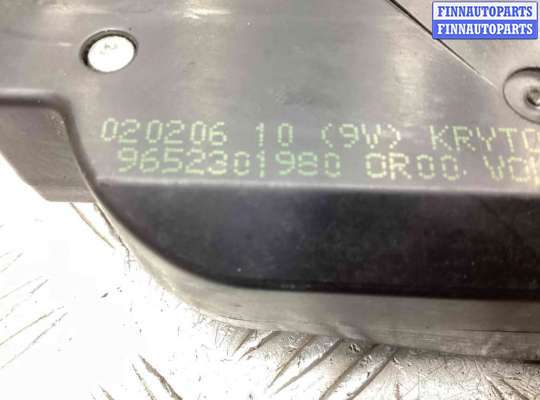 FINNAUTOPARTS
FINNAUTOPARTS
020206 10 (9V) KRYTO
9652301980 OR00